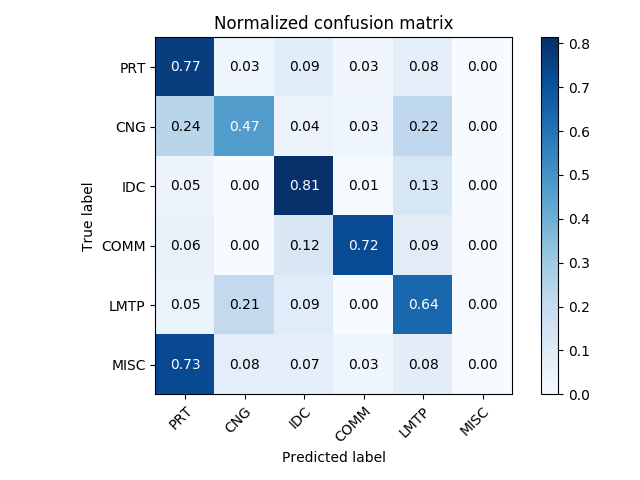 Normalized confusion matrix
PRT 0.77 0.03 0.09 0.03 0.08 0.00
CNG 0.24 0.47 0.04 0.03 0.22 0.00
IDC 0.05 0.00 0.81 0.01 0.13 0.00
COMM 0.06 0.00 0.12 0.72 0.09 0.00
LMTP 0.05 0.21 0.09 0.00 0.64 0.00
MISC 0.73 0.08 0.07 0.03 0.08 0.00
True label
PRT CNG IDC COMM LMTP MISC
Predicted label
0.8
0.7
0.6
0.5
0.4
0.3
0.2
0.1
0.0